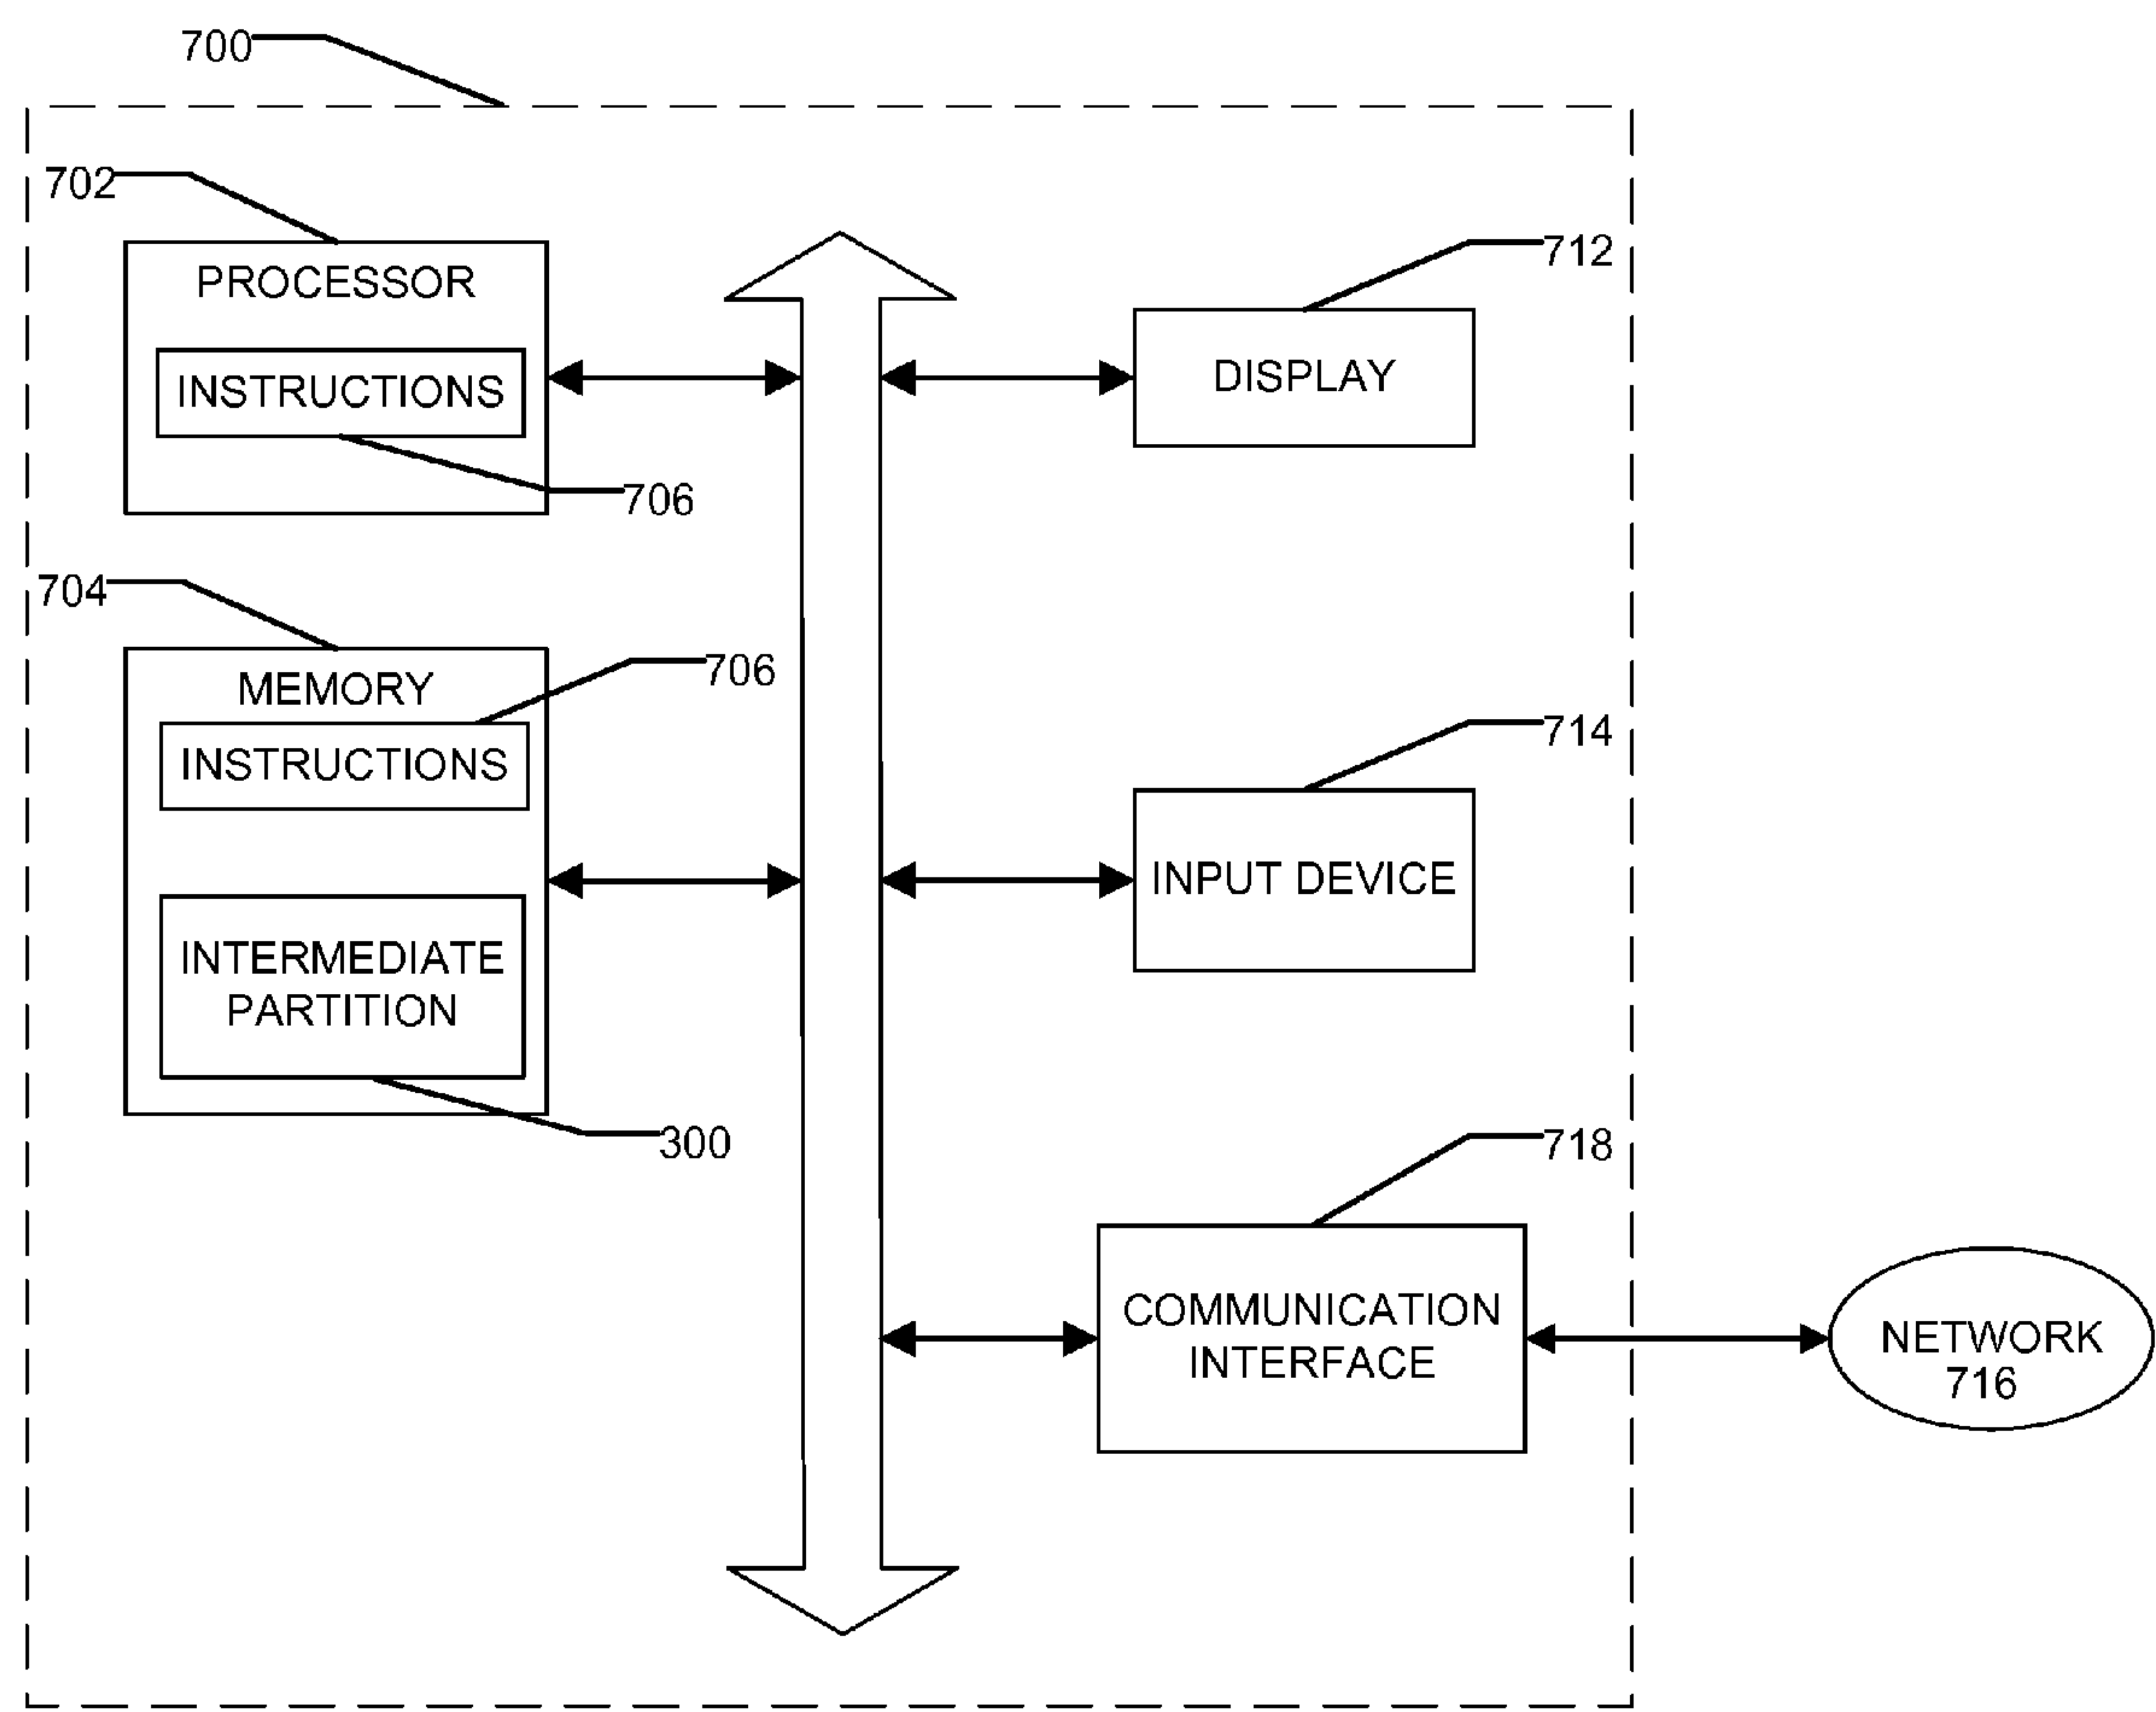 700
702
PROCESSOR
INSTRUCTIONS
706
712
DISPLAY
704
MEMORY
706
INSTRUCTIONS
INTERMEDIATE
PARTITION
300
714
INPUT DEVICE
718
COMMUNICATION
INTERFACE
NETWORK
716